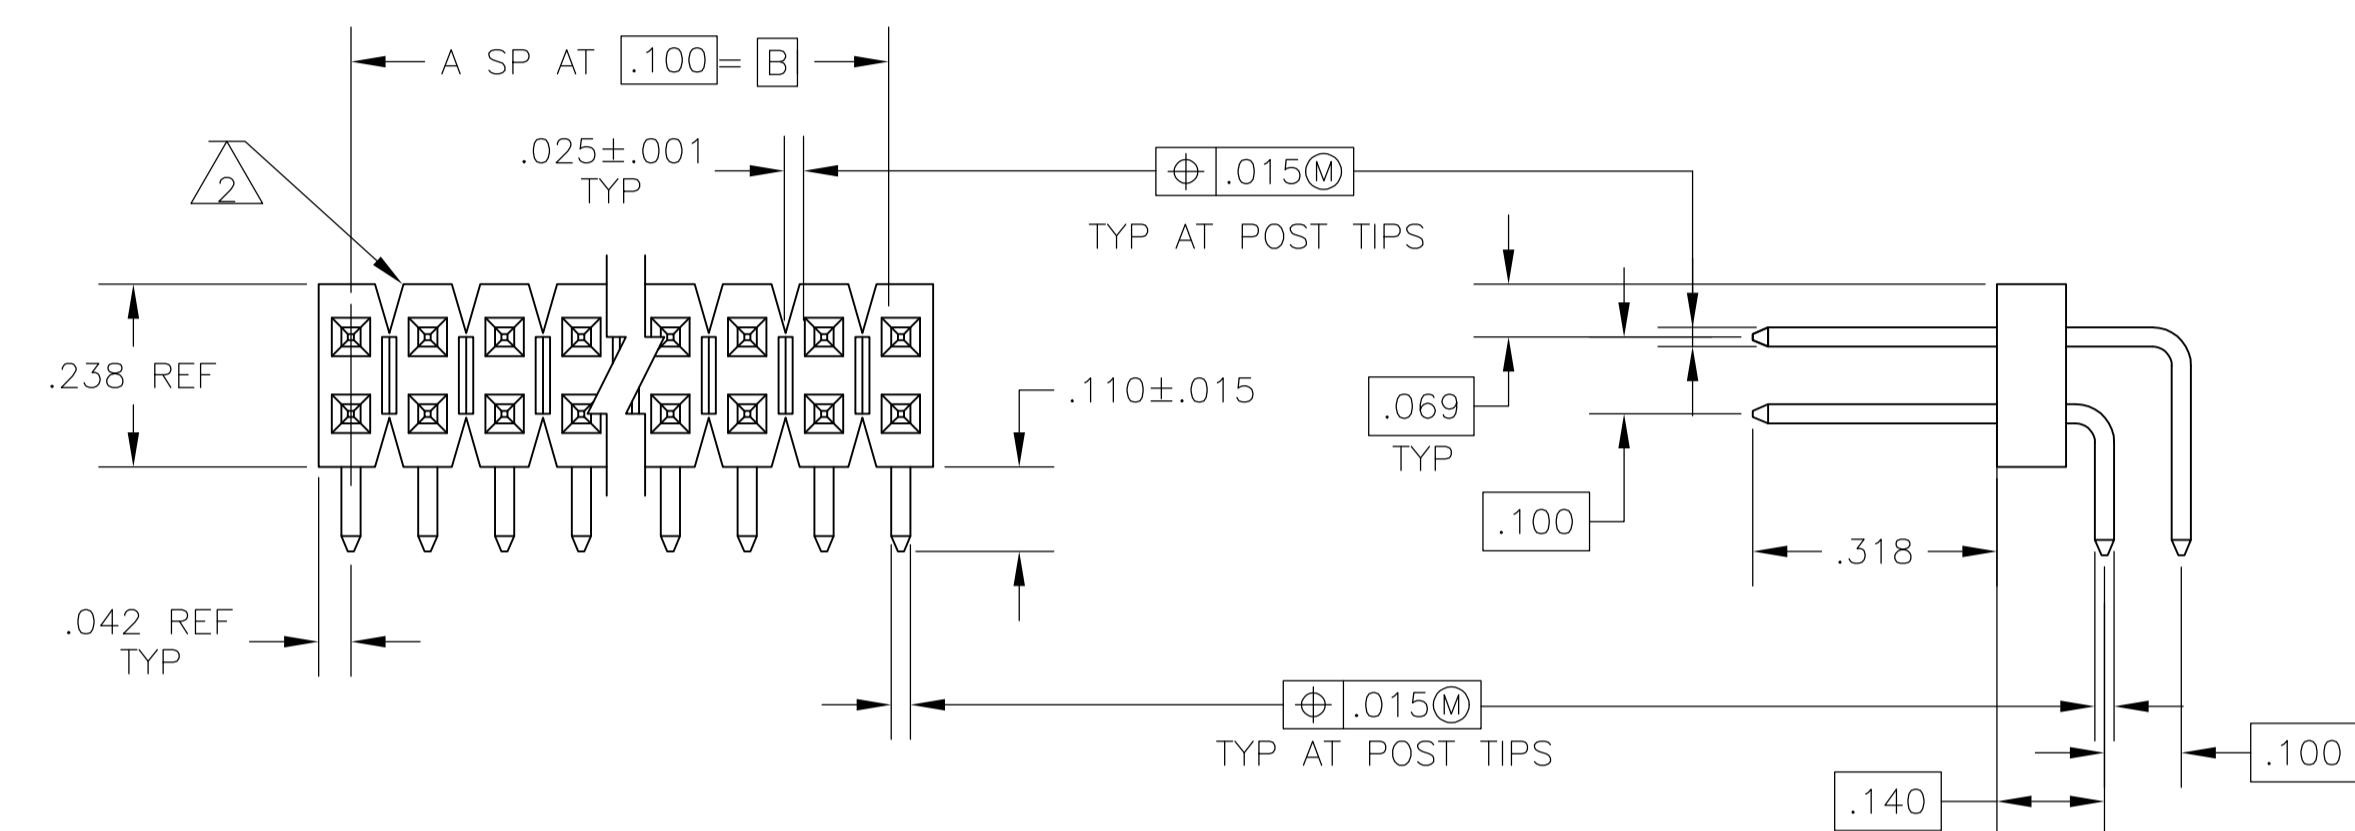 A SP AT .100 = B
.025±.001
TYP
2
⌖ .015Ⓜ
TYP AT POST TIPS
.238 REF
.110±.015
.069
TYP
.100
.318
.042 REF
TYP
⌖ .015Ⓜ
TYP AT POST TIPS
.100
.140